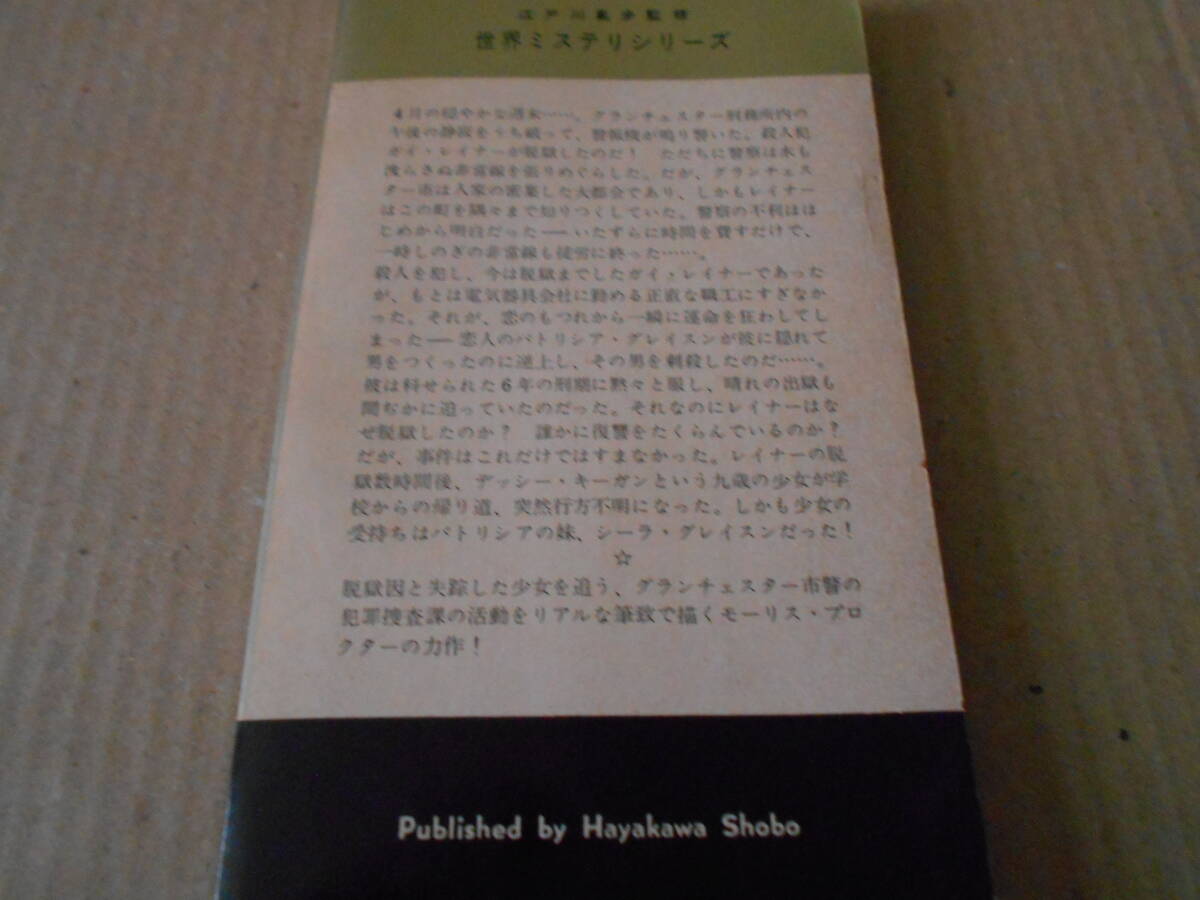 江戸川乱歩監修
世界ミステリシリーズ
4月の穏やかな週末……。グランチェスター刑務所内の
午後の静寂をうち破って、警報機が鳴り響いた。殺人犯
ガイ・レイナーが脱獄したのだ！　ただちに警察は水も
洩らさぬ非常線を張りめぐらした。だが、グランチェス
ター市は人家の密集した大都会であり、しかもレイナー
はこの町を隅々まで知りつくしていた。警察の不利はは
じめから明白だった——いたずらに時間を費すだけで、
一時しのぎの非常線も徒労に終った……。
殺人を犯し、今は脱獄までしたガイ・レイナーであった
が、もとは電気器具会社に勤める正直な職工にすぎなか
った。それが、恋のもつれから一瞬に運命を狂わしてし
まった——恋人のパトリシア・グレイスンが彼に隠れて
男をつくったのに逆上し、その男を刺殺したのだ……。
彼は科せられた6年の刑期に黙々と服し、晴れの出獄も
間ぢかに迫っていたのだった。それなのにレイナーはな
ぜ脱獄したのか？　誰かに復讐をたくらんでいるのか？
だが、事件はこれだけではすまなかった。レイナーの脱
獄数時間後、デッシー・キーガンという九歳の少女が学
校からの帰り道、突然行方不明になった。しかも少女の
受持ちはパトリシアの妹、シーラ・グレイスンだった！
☆
脱獄囚と失踪した少女を追う、グランチェスター市警の
犯罪捜査課の活動をリアルな筆致で描くモーリス・プロ
クターの力作！
Published by Hayakawa Shobo